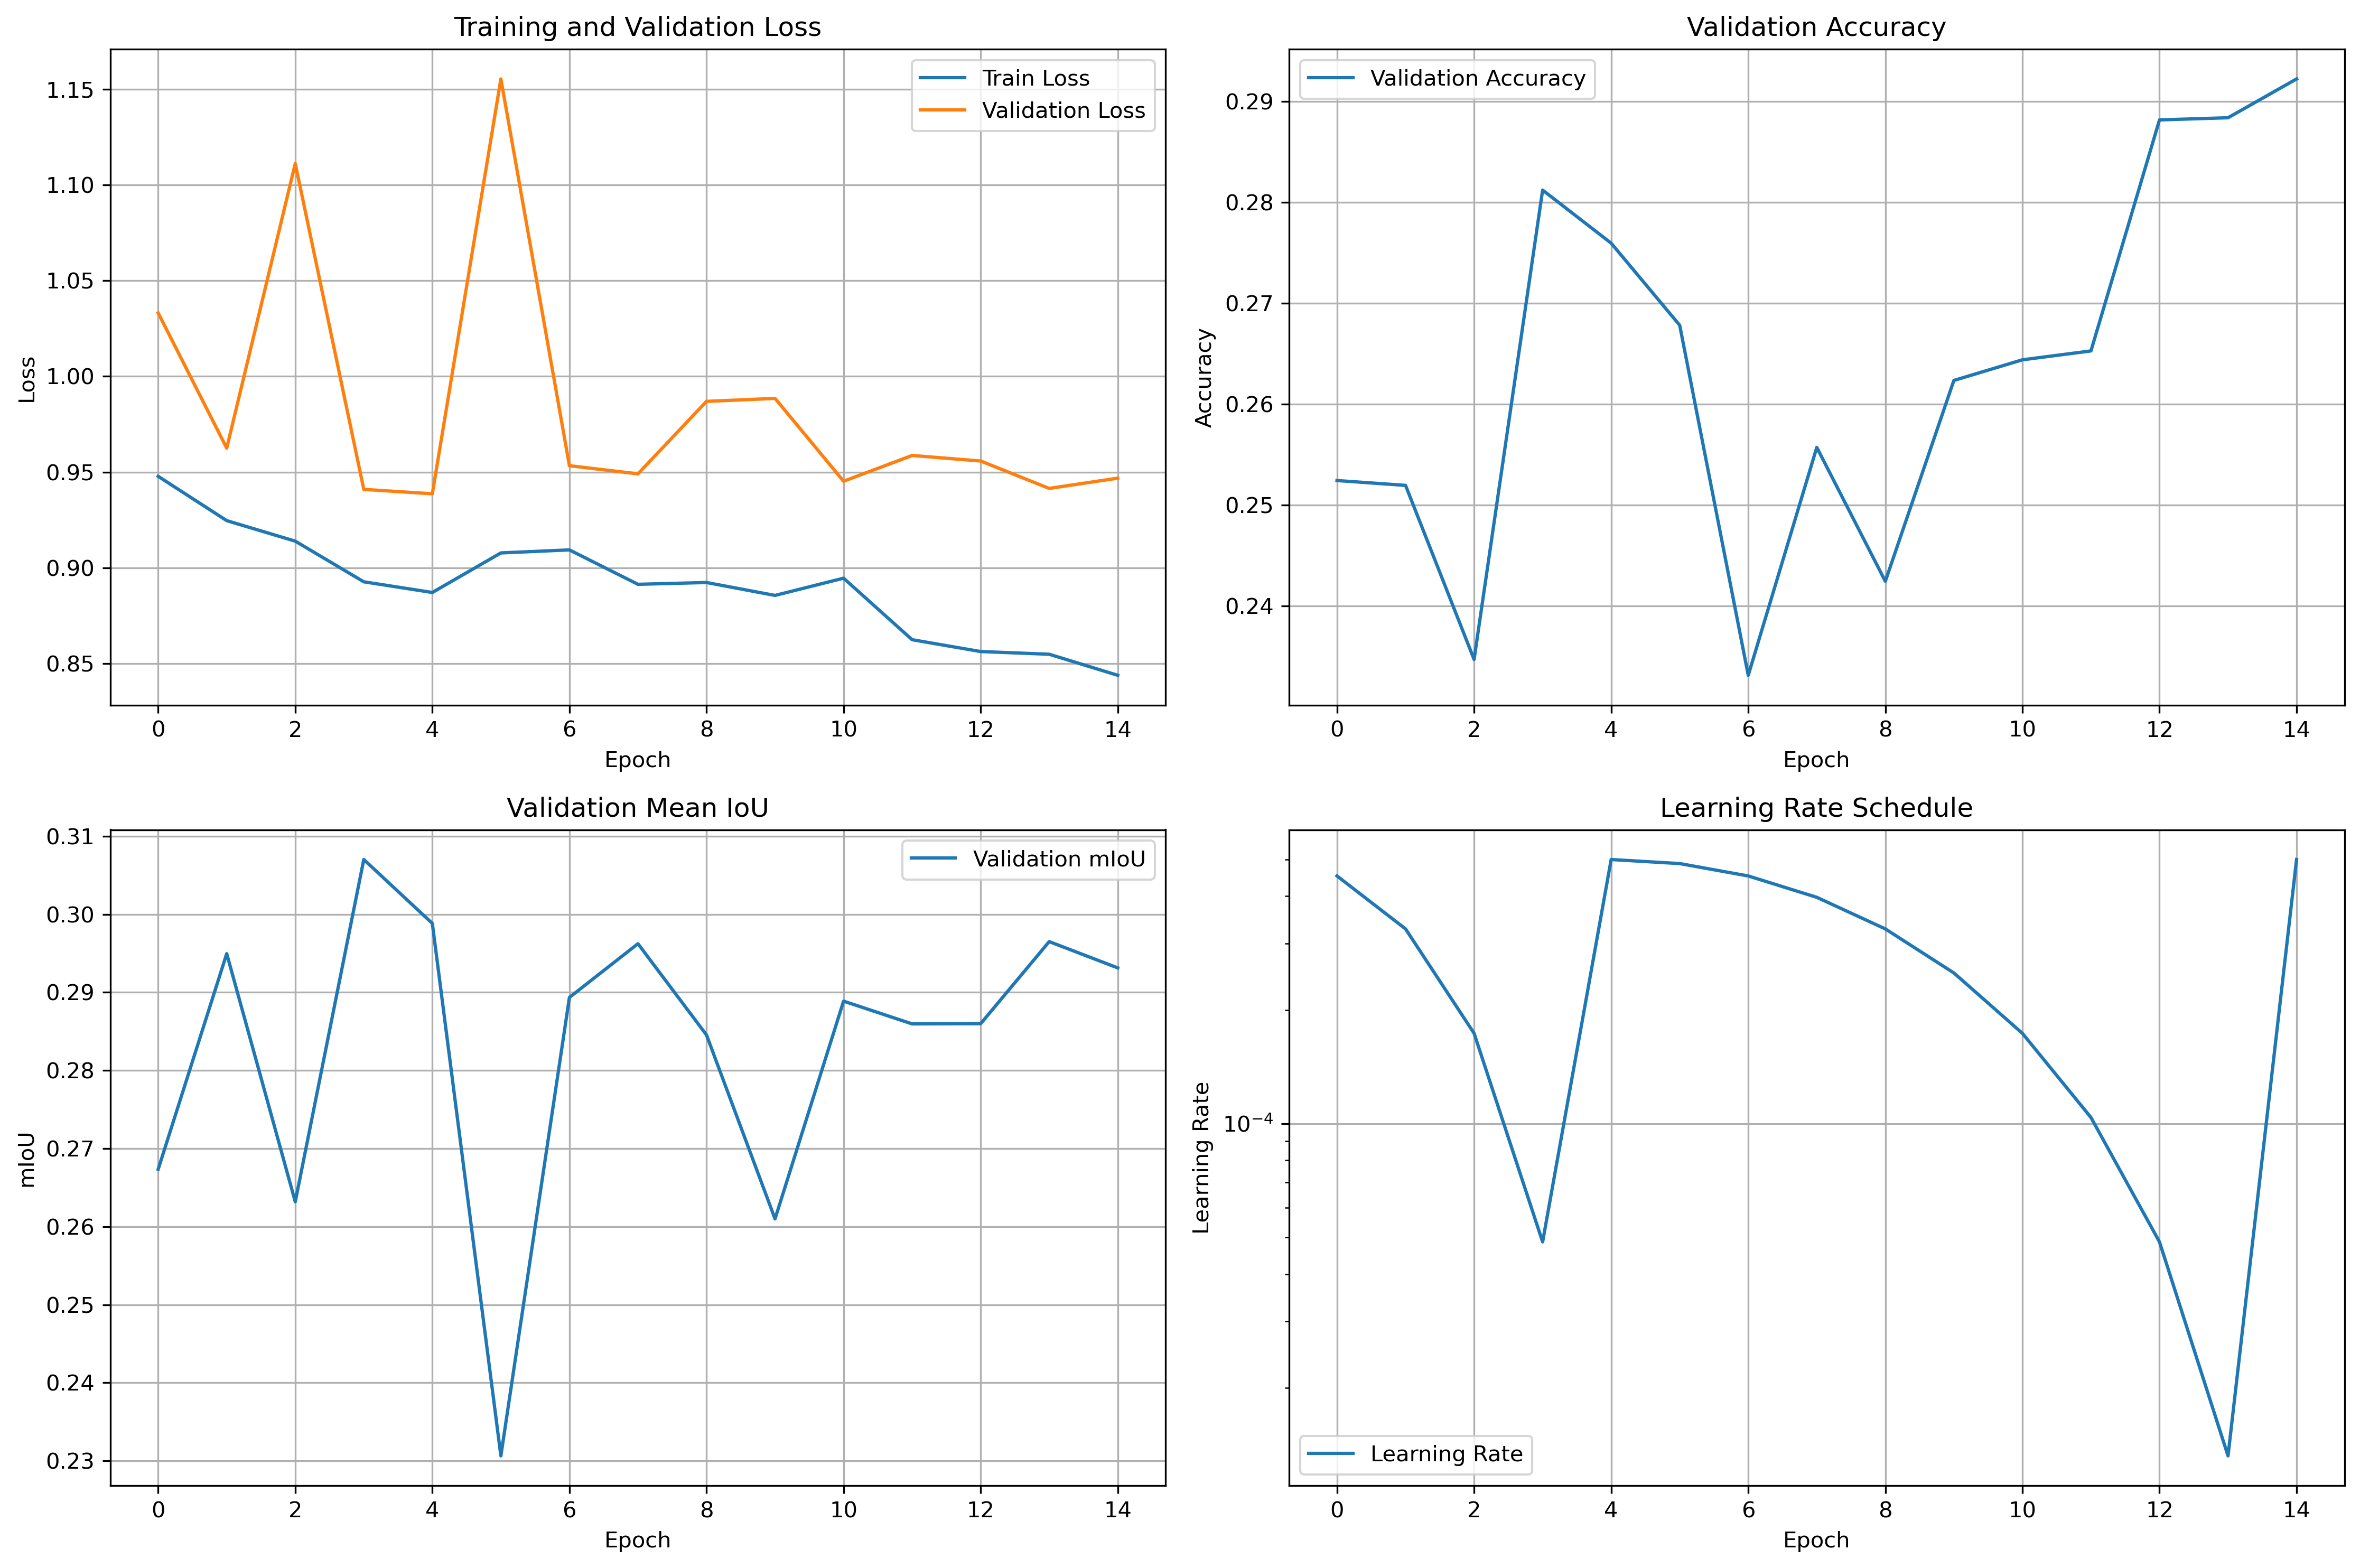 Training and Validation Loss
Train Loss
Validation Loss
1.15
1.10
1.05
1.00
0.95
0.90
0.85
Loss
0 2 4 6 8 10 12 14
Epoch
Validation Accuracy
Validation Accuracy
0.29
0.28
0.27
0.26
0.25
0.24
Accuracy
0 2 4 6 8 10 12 14
Epoch
Validation Mean IoU
Validation mIoU
0.31
0.30
0.29
0.28
0.27
0.26
0.25
0.24
0.23
mIoU
0 2 4 6 8 10 12 14
Epoch
Learning Rate Schedule
10⁻⁴
Learning Rate
Learning Rate
0 2 4 6 8 10 12 14
Epoch